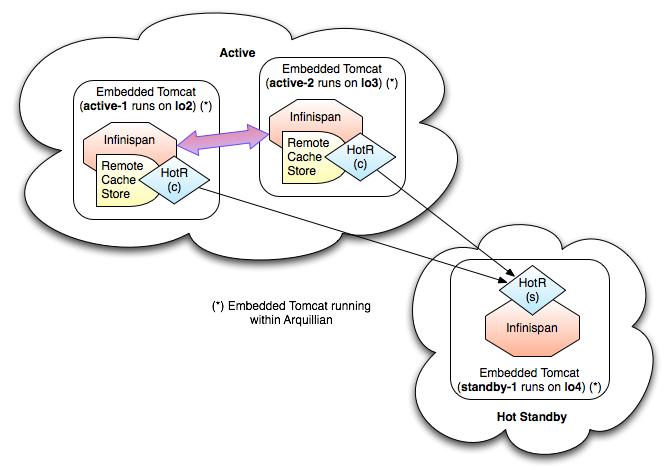 Active
Embedded Tomcat
(active-1 runs on lo2) (*)
Infinispan
Remote
Cache
Store
HotR
(c)
Embedded Tomcat
(active-2 runs on lo3) (*)
Infinispan
Remote
Cache
Store
HotR
(c)
(*) Embedded Tomcat running
within Arquillian
HotR
(s)
Infinispan
Embedded Tomcat
(standby-1 runs on lo4) (*)
Hot Standby